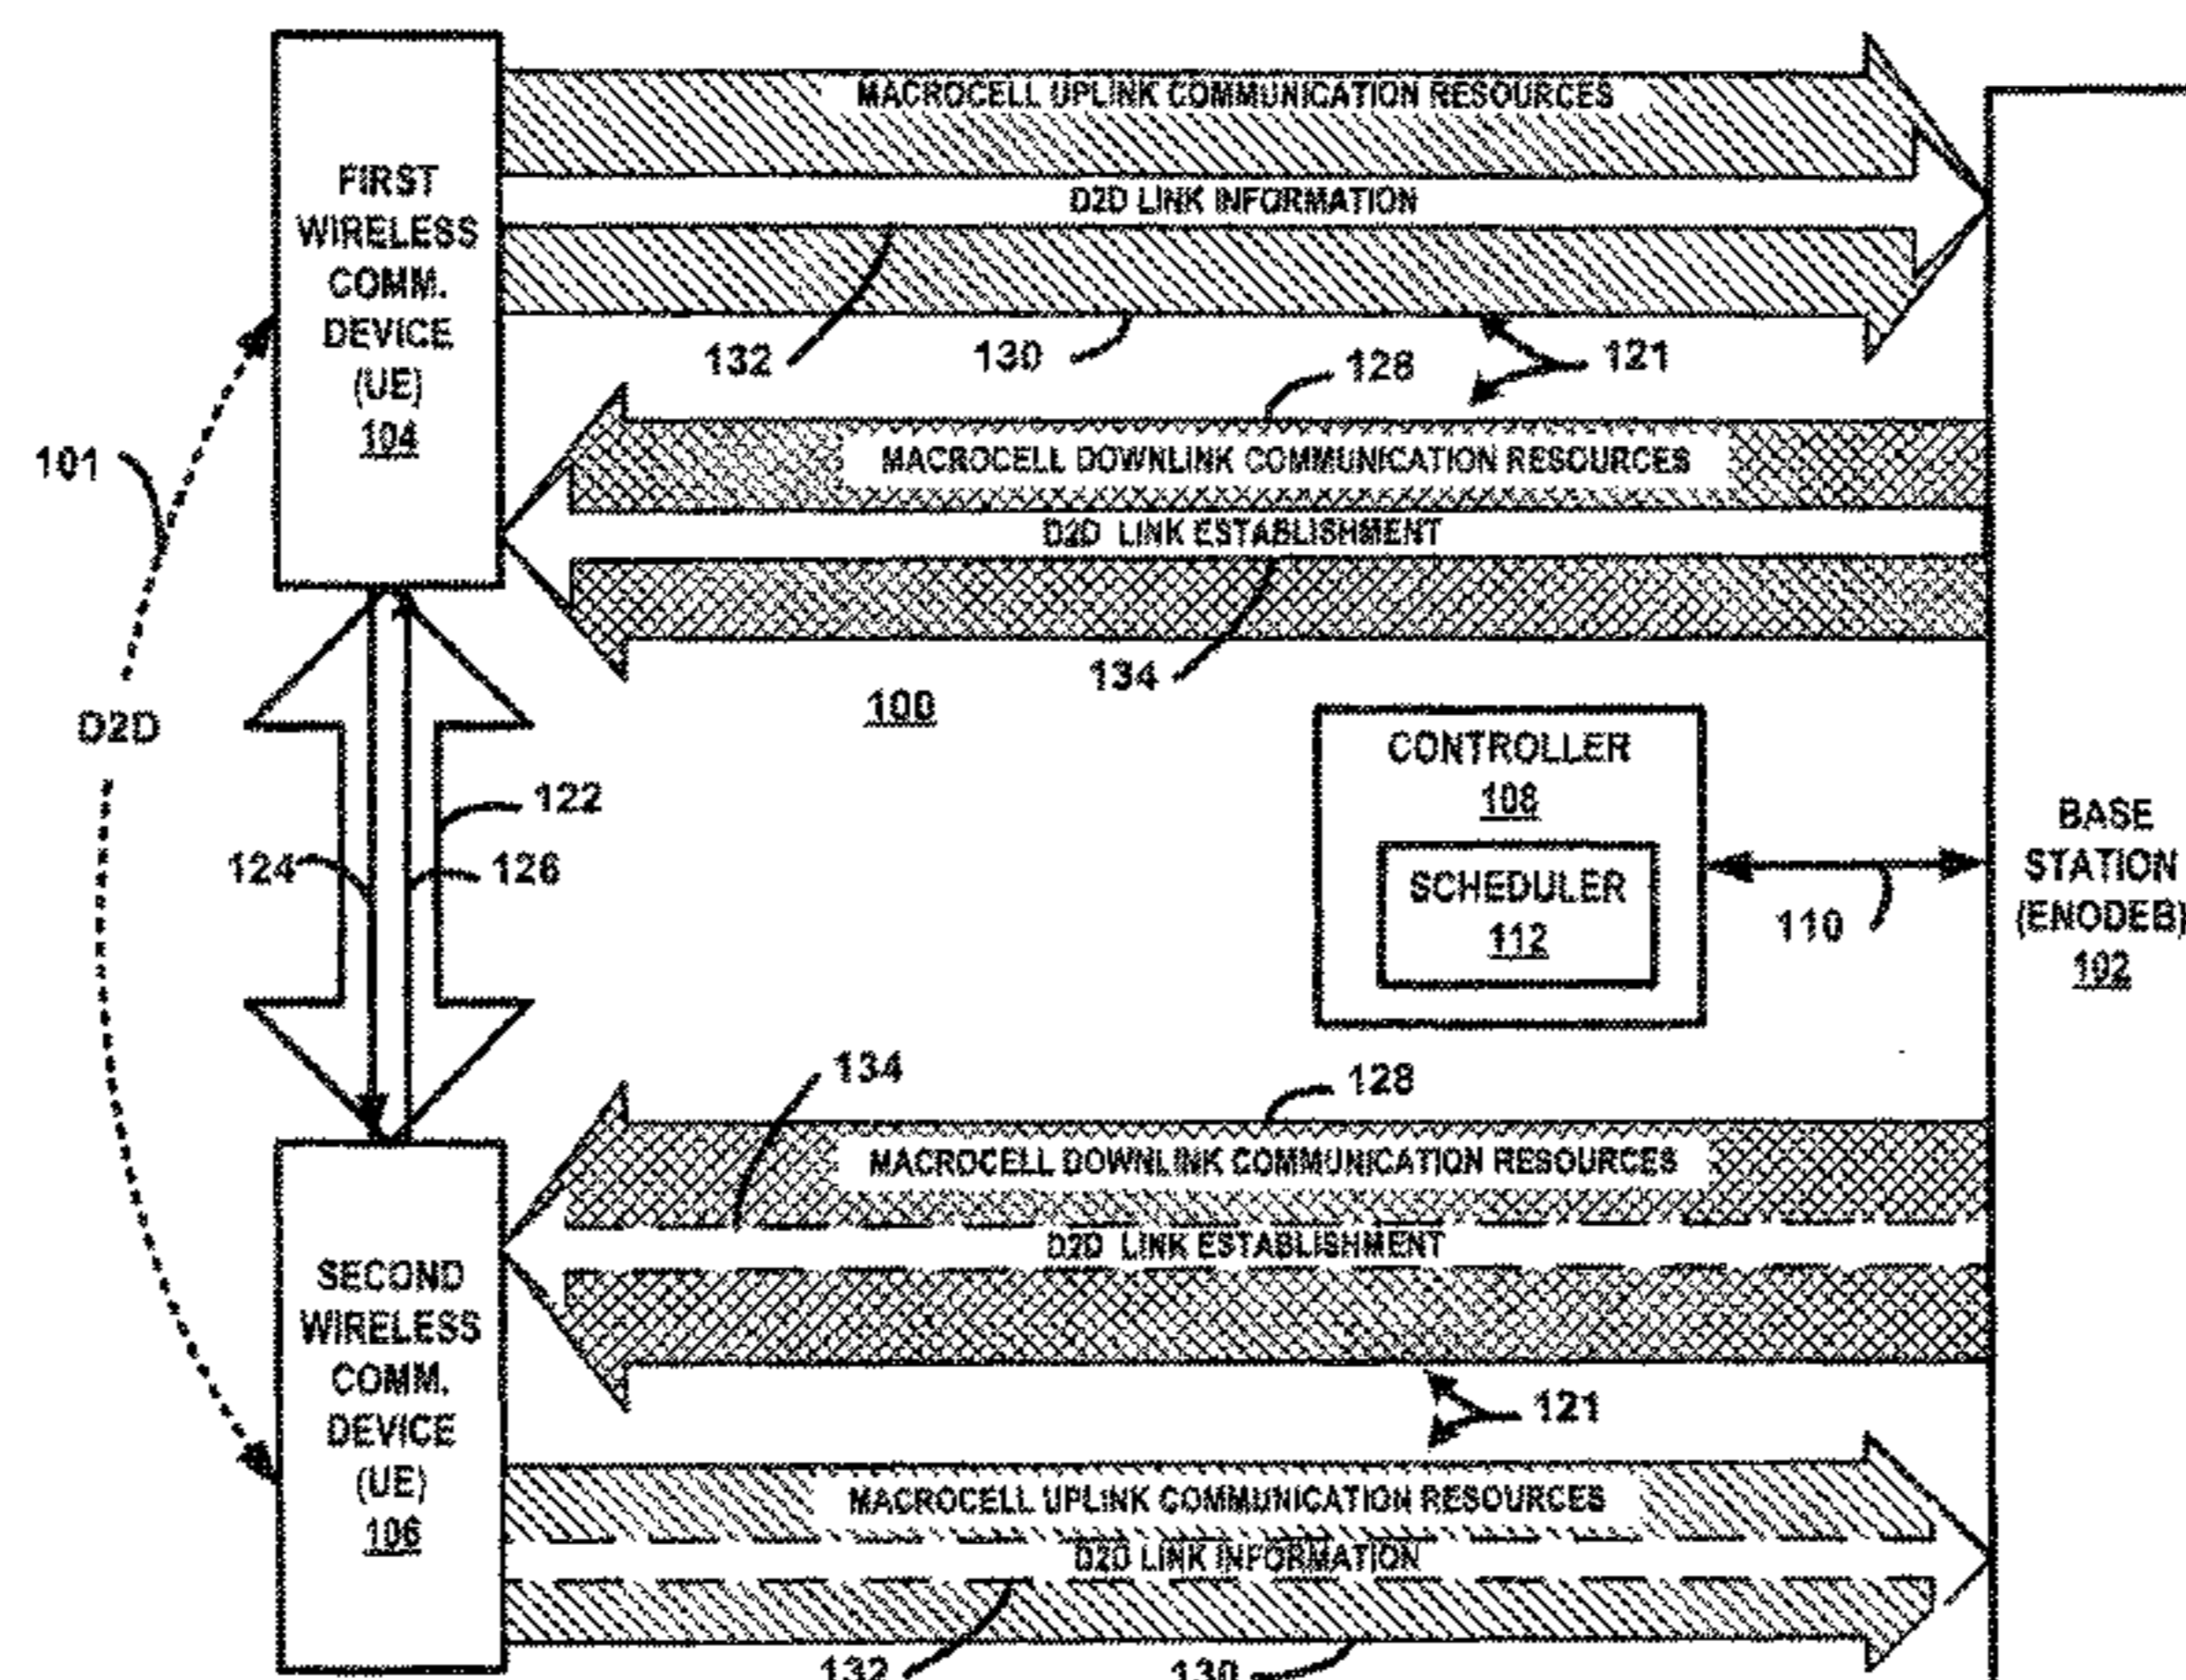 MACROCELL UPLINK COMMUNICATION RESOURCES
D2D LINK INFORMATION
FIRST
WIRELESS
COMM.
DEVICE
(UE)
104
132
130
121
128
MACROCELL DOWNLINK COMMUNICATION RESOURCES
D2D LINK ESTABLISHMENT
134
101
D2D
100
CONTROLLER
108
SCHEDULER
112
110
BASE
STATION
(ENODEB)
102
122
124
126
134
128
MACROCELL DOWNLINK COMMUNICATION RESOURCES
D2D LINK ESTABLISHMENT
121
SECOND
WIRELESS
COMM.
DEVICE
(UE)
106
MACROCELL UPLINK COMMUNICATION RESOURCES
D2D LINK INFORMATION
132
130